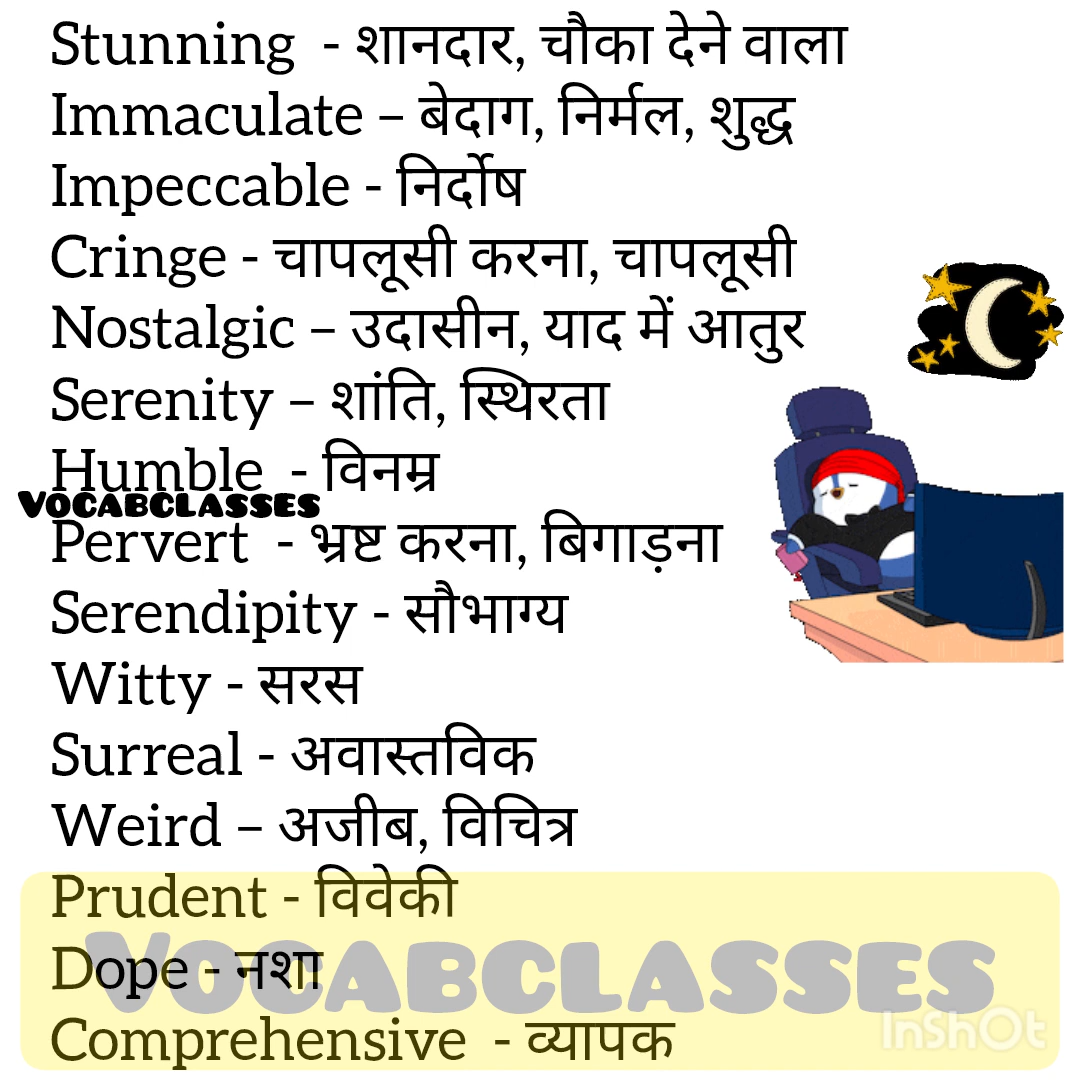 Stunning - शानदार, चौका देने वाला
Immaculate – बेदाग, निर्मल, शुद्ध
Impeccable - निर्दोष
Cringe - चापलूसी करना, चापलूसी
Nostalgic – उदासीन, याद में आतुर
Serenity – शांति, स्थिरता
Humble - विनम्र
VOCABCLASSES
Pervert - भ्रष्ट करना, बिगाड़ना
Serendipity - सौभाग्य
Witty - सरस
Surreal - अवास्तविक
Weird – अजीब, विचित्र
Prudent - विवेकी
Dope - नशा
VOCABCLASSES
InShOt
Comprehensive - व्यापक